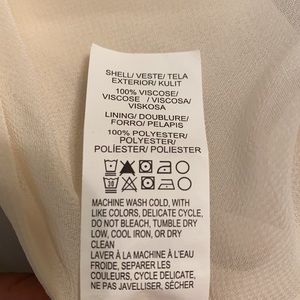 SHELL/ VESTE/ TELA
EXTERIOR/ KULIT
100% VISCOSE/
VISCOSE / VISCOSA/
VISKOSA
LINING/ DOUBLURE/
FORRO/ PELAPIS
100% POLYESTER/
POLYESTER/
POLÍESTER/ POLIESTER
30
MACHINE WASH COLD, WITH
LIKE COLORS, DELICATE CYCLE,
DO NOT BLEACH, TUMBLE DRY
LOW, COOL IRON, OR DRY
CLEAN
LAVER À LA MACHINE À L'EAU
FROIDE, SEPARER LES
COULEURS, CYCLE DELICATE,
NE PAS JAVELLISER, SÉCHER